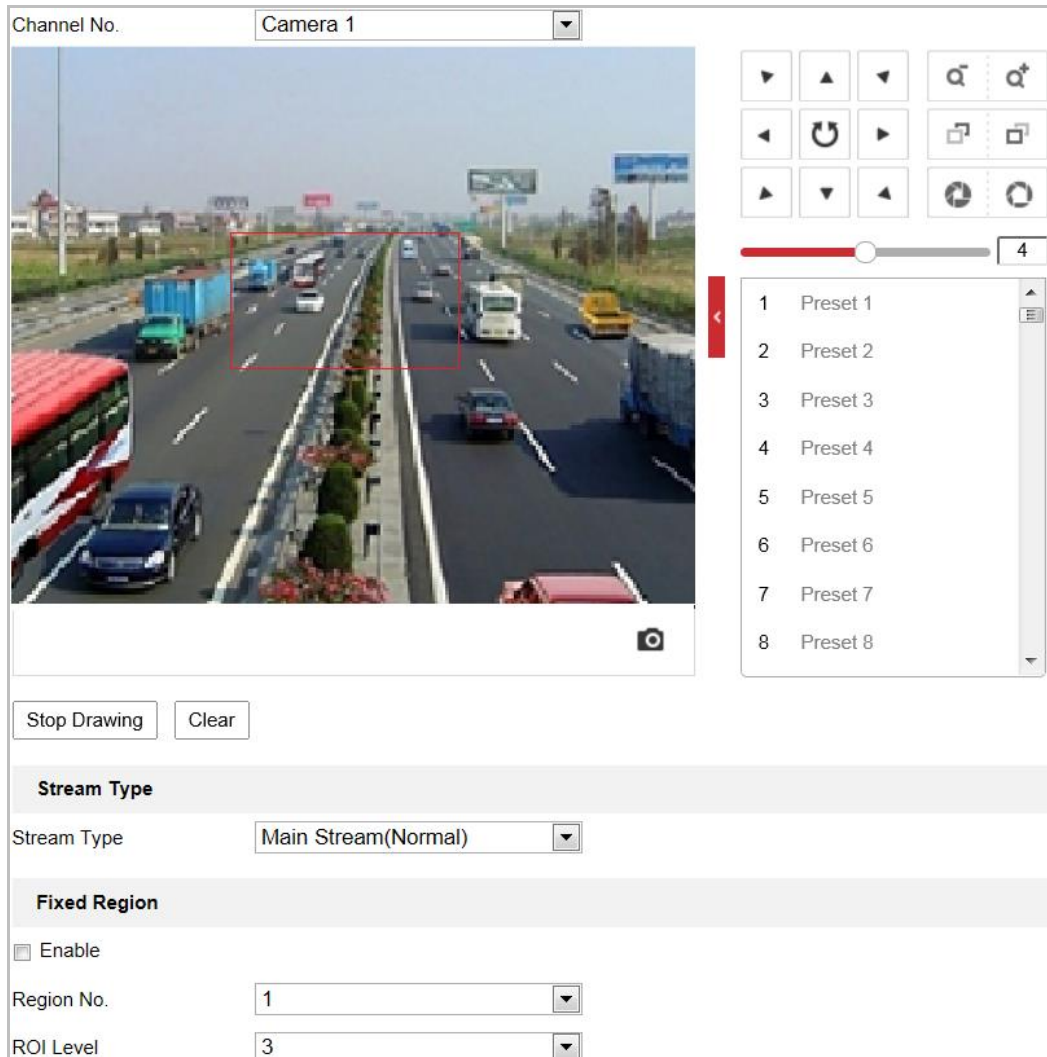 Channel No. Camera 1
4
1 Preset 1
2 Preset 2
3 Preset 3
4 Preset 4
5 Preset 5
6 Preset 6
7 Preset 7
8 Preset 8
Stop Drawing Clear
Stream Type
Stream Type Main Stream(Normal)
Fixed Region
Enable
Region No. 1
ROI Level 3